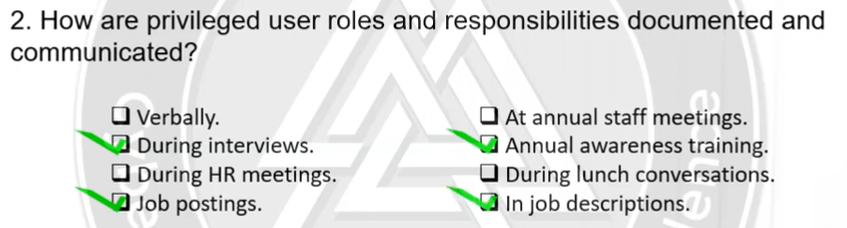 2. How are privileged user roles and responsibilities documented and
communicated?
Verbally.
During interviews.
During HR meetings.
Job postings.
At annual staff meetings.
Annual awareness training.
During lunch conversations.
In job descriptions.